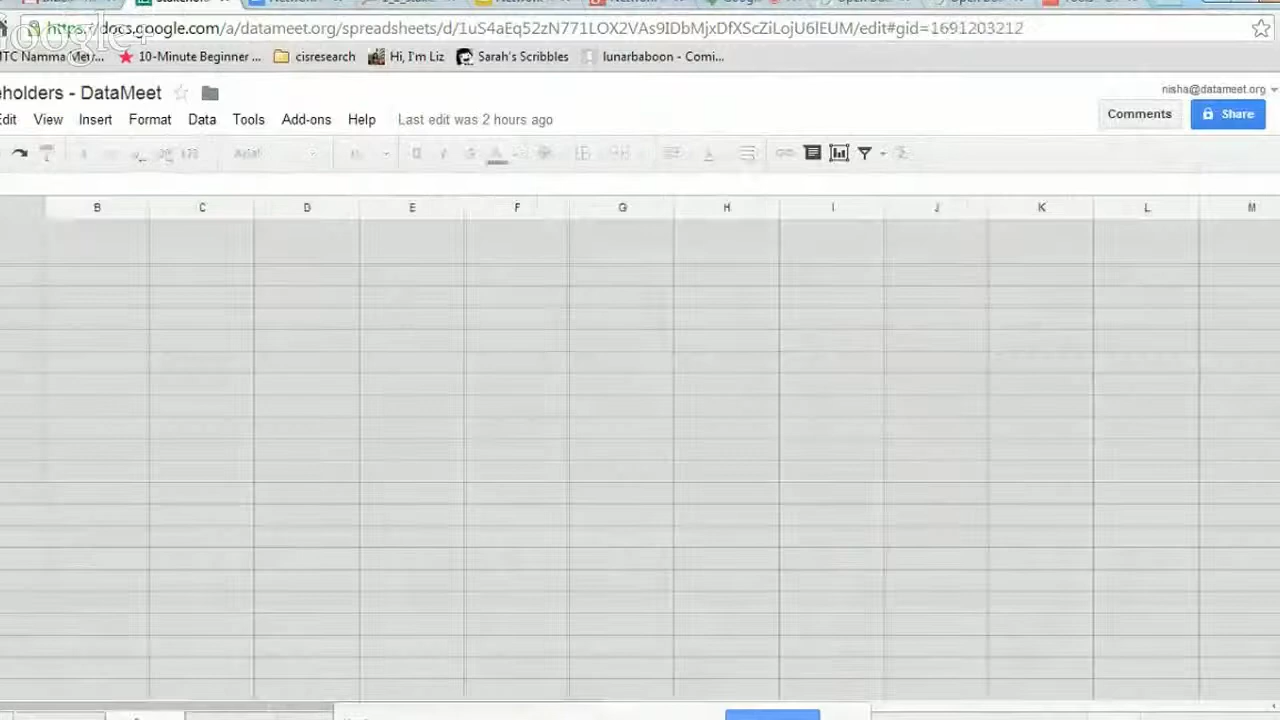 https://docs.google.com/a/datameet.org/spreadsheets/d/1uS4aEq52zN771LOX2VAs9IDbMjxDfXScZiLojU6lEUM/edit#gid=1691203212
10-Minute Beginner ... cisresearch Hi, I'm Liz Sarah's Scribbles lunarbaboon - Comi...
eholders - DataMeet
nisha@datameet.org
View Insert Format Data Tools Add-ons Help Last edit was 2 hours ago
Comments Share
B C D E F G H I J K L M